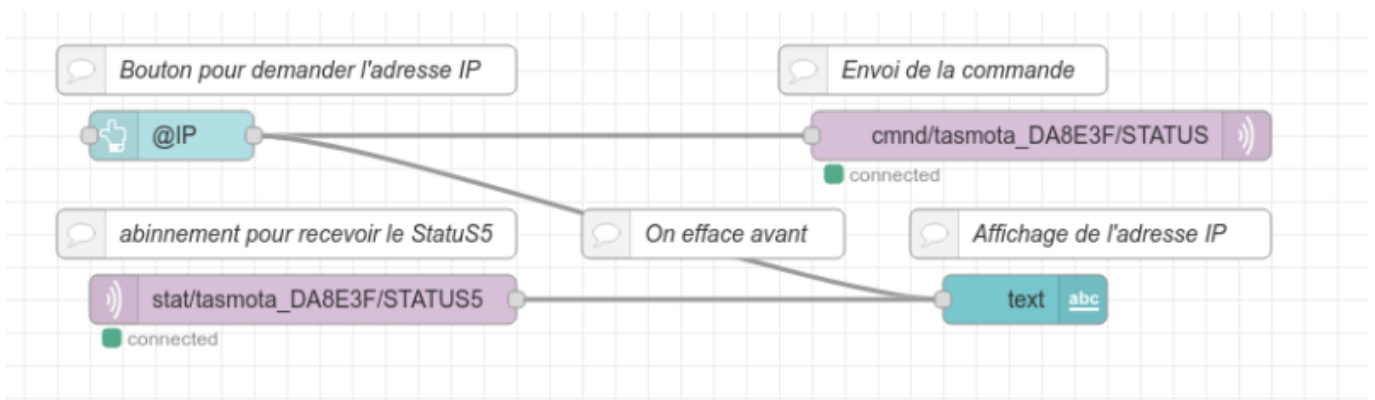 Bouton pour demander l'adresse IP
Envoi de la commande
@IP
cmnd/tasmota_DA8E3F/STATUS
connected
abinnement pour recevoir le StatuS5
On efface avant
Affichage de l'adresse IP
stat/tasmota_DA8E3F/STATUS5
text
abc
connected